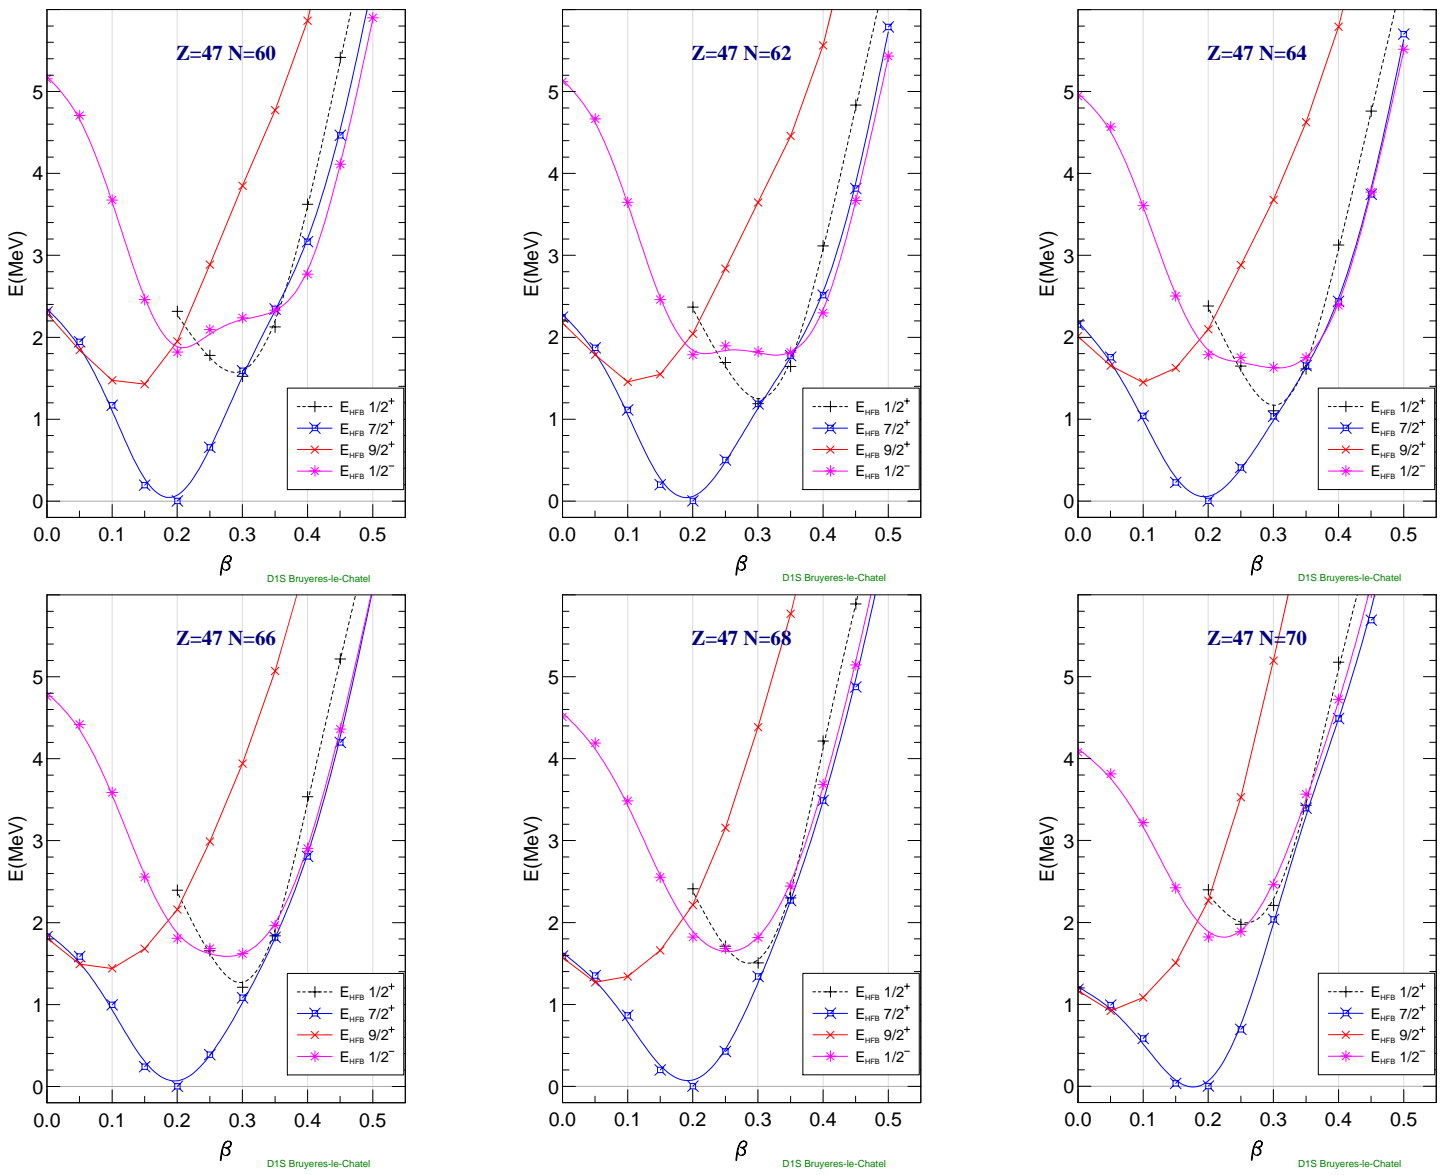 Z=47 N=60
E(MeV)
5
4
3
2
1
0
E_HFB 1/2⁺
E_HFB 7/2⁺
E_HFB 9/2⁺
E_HFB 1/2⁻
0.0 0.1 0.2 0.3 0.4 0.5
β
D1S Bruyeres-le-Chatel
Z=47 N=62
E(MeV)
5
4
3
2
1
0
E_HFB 1/2⁺
E_HFB 7/2⁺
E_HFB 9/2⁺
E_HFB 1/2⁻
0.0 0.1 0.2 0.3 0.4 0.5
β
D1S Bruyeres-le-Chatel
Z=47 N=64
E(MeV)
5
4
3
2
1
0
E_HFB 1/2⁺
E_HFB 7/2⁺
E_HFB 9/2⁺
E_HFB 1/2⁻
0.0 0.1 0.2 0.3 0.4 0.5
β
D1S Bruyeres-le-Chatel
Z=47 N=66
E(MeV)
5
4
3
2
1
0
E_HFB 1/2⁺
E_HFB 7/2⁺
E_HFB 9/2⁺
E_HFB 1/2⁻
0.0 0.1 0.2 0.3 0.4 0.5
β
D1S Bruyeres-le-Chatel
Z=47 N=68
E(MeV)
5
4
3
2
1
0
E_HFB 1/2⁺
E_HFB 7/2⁺
E_HFB 9/2⁺
E_HFB 1/2⁻
0.0 0.1 0.2 0.3 0.4 0.5
β
D1S Bruyeres-le-Chatel
Z=47 N=70
E(MeV)
5
4
3
2
1
0
E_HFB 1/2⁺
E_HFB 7/2⁺
E_HFB 9/2⁺
E_HFB 1/2⁻
0.0 0.1 0.2 0.3 0.4 0.5
β
D1S Bruyeres-le-Chatel